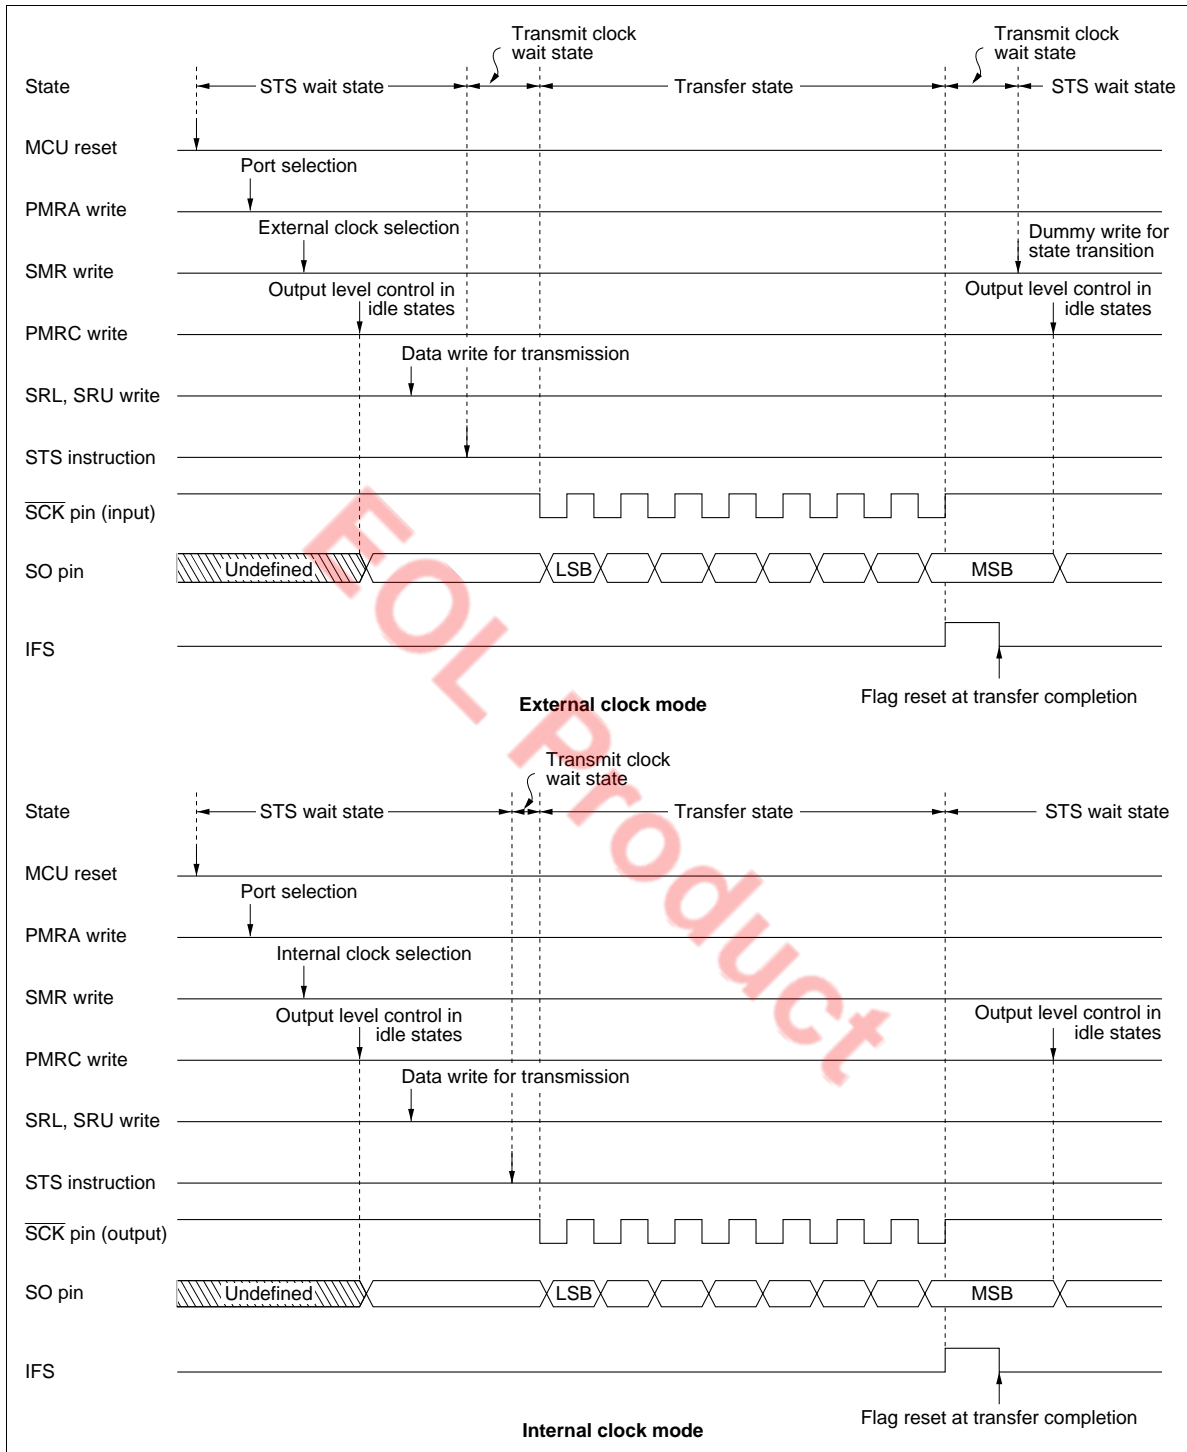 Transmit clock
wait state
Transmit clock
wait state
State
STS wait state
Transfer state
STS wait state
MCU reset
Port selection
PMRA write
External clock selection
Dummy write for
state transition
SMR write
Output level control in
idle states
Output level control in
idle states
PMRC write
Data write for transmission
SRL, SRU write
STS instruction
SCK pin (input)
SO pin
Undefined
LSB
MSB
IFS
Flag reset at transfer completion
External clock mode
Transmit clock
wait state
State
STS wait state
Transfer state
STS wait state
MCU reset
Port selection
PMRA write
Internal clock selection
SMR write
Output level control in
idle states
Output level control in
idle states
PMRC write
Data write for transmission
SRL, SRU write
STS instruction
SCK pin (output)
SO pin
Undefined
LSB
MSB
IFS
Flag reset at transfer completion
Internal clock mode
EOL Product